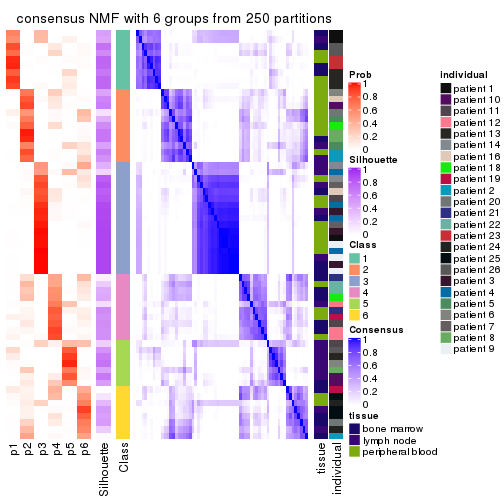 consensus NMF with 6 groups from 250 partitions
Prob
1
0.8
0.6
0.4
0.2
0
Silhouette
1
0.8
0.6
0.4
0.2
0
Class
1
2
3
4
5
6
Consensus
1
0.8
0.6
0.4
0.2
0
tissue
bone marrow
lymph node
peripheral blood
individual
patient 1
patient 10
patient 11
patient 12
patient 13
patient 14
patient 16
patient 18
patient 19
patient 2
patient 20
patient 21
patient 22
patient 23
patient 24
patient 25
patient 26
patient 3
patient 4
patient 5
patient 6
patient 7
patient 8
patient 9
p1
p2
p3
p4
p5
p6
Silhouette
Class
tissue
individual